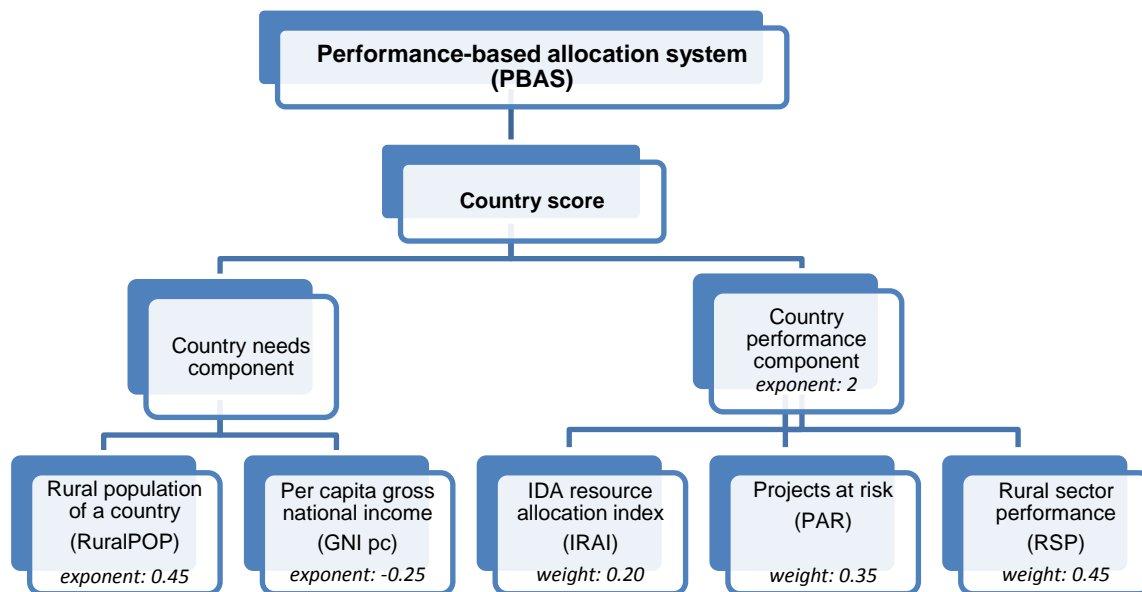 Performance-based allocation system
(PBAS)
Country score
Country needs
component
Country
performance
component
exponent: 2
Rural population
of a country
(RuralPOP)
exponent: 0.45
Per capita gross
national income
(GNI pc)
exponent: -0.25
IDA resource
allocation index
(IRAI)
weight: 0.20
Projects at risk
(PAR)
weight: 0.35
Rural sector
performance
(RSP)
weight: 0.45